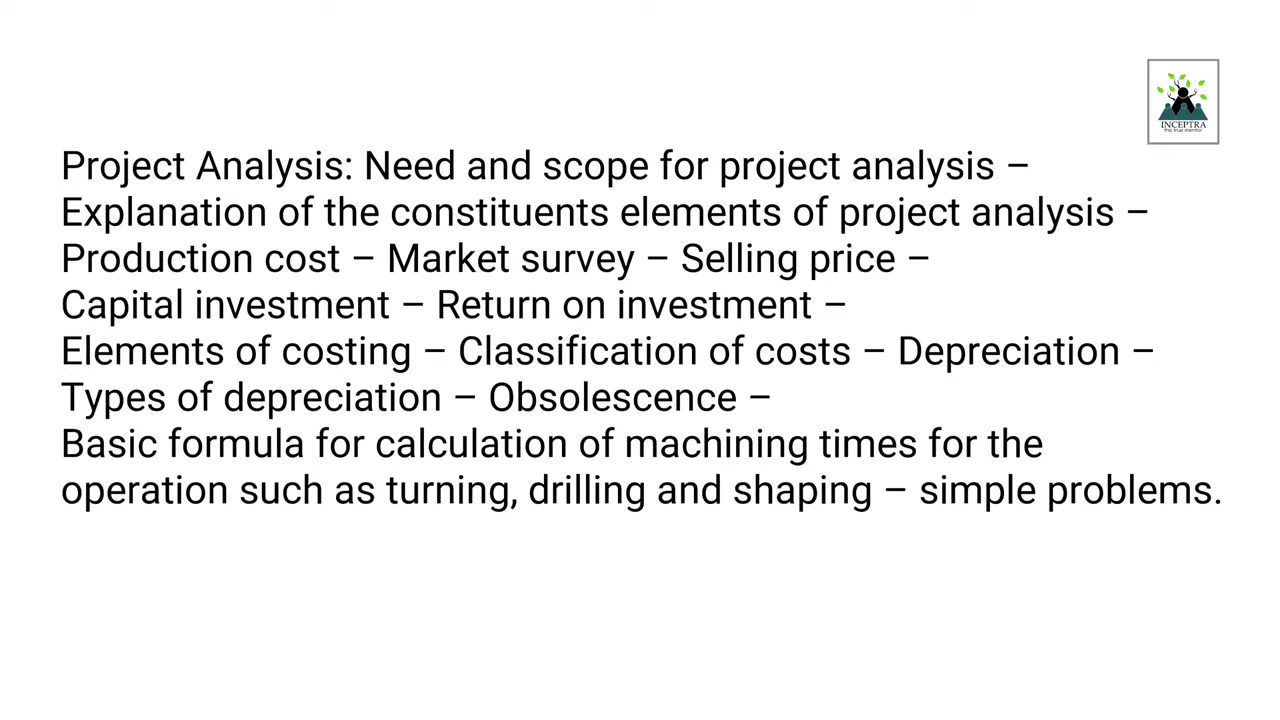 INCEPTRA
the true mentor
Project Analysis: Need and scope for project analysis –
Explanation of the constituents elements of project analysis –
Production cost – Market survey – Selling price –
Capital investment – Return on investment –
Elements of costing – Classification of costs – Depreciation –
Types of depreciation – Obsolescence –
Basic formula for calculation of machining times for the
operation such as turning, drilling and shaping – simple problems.